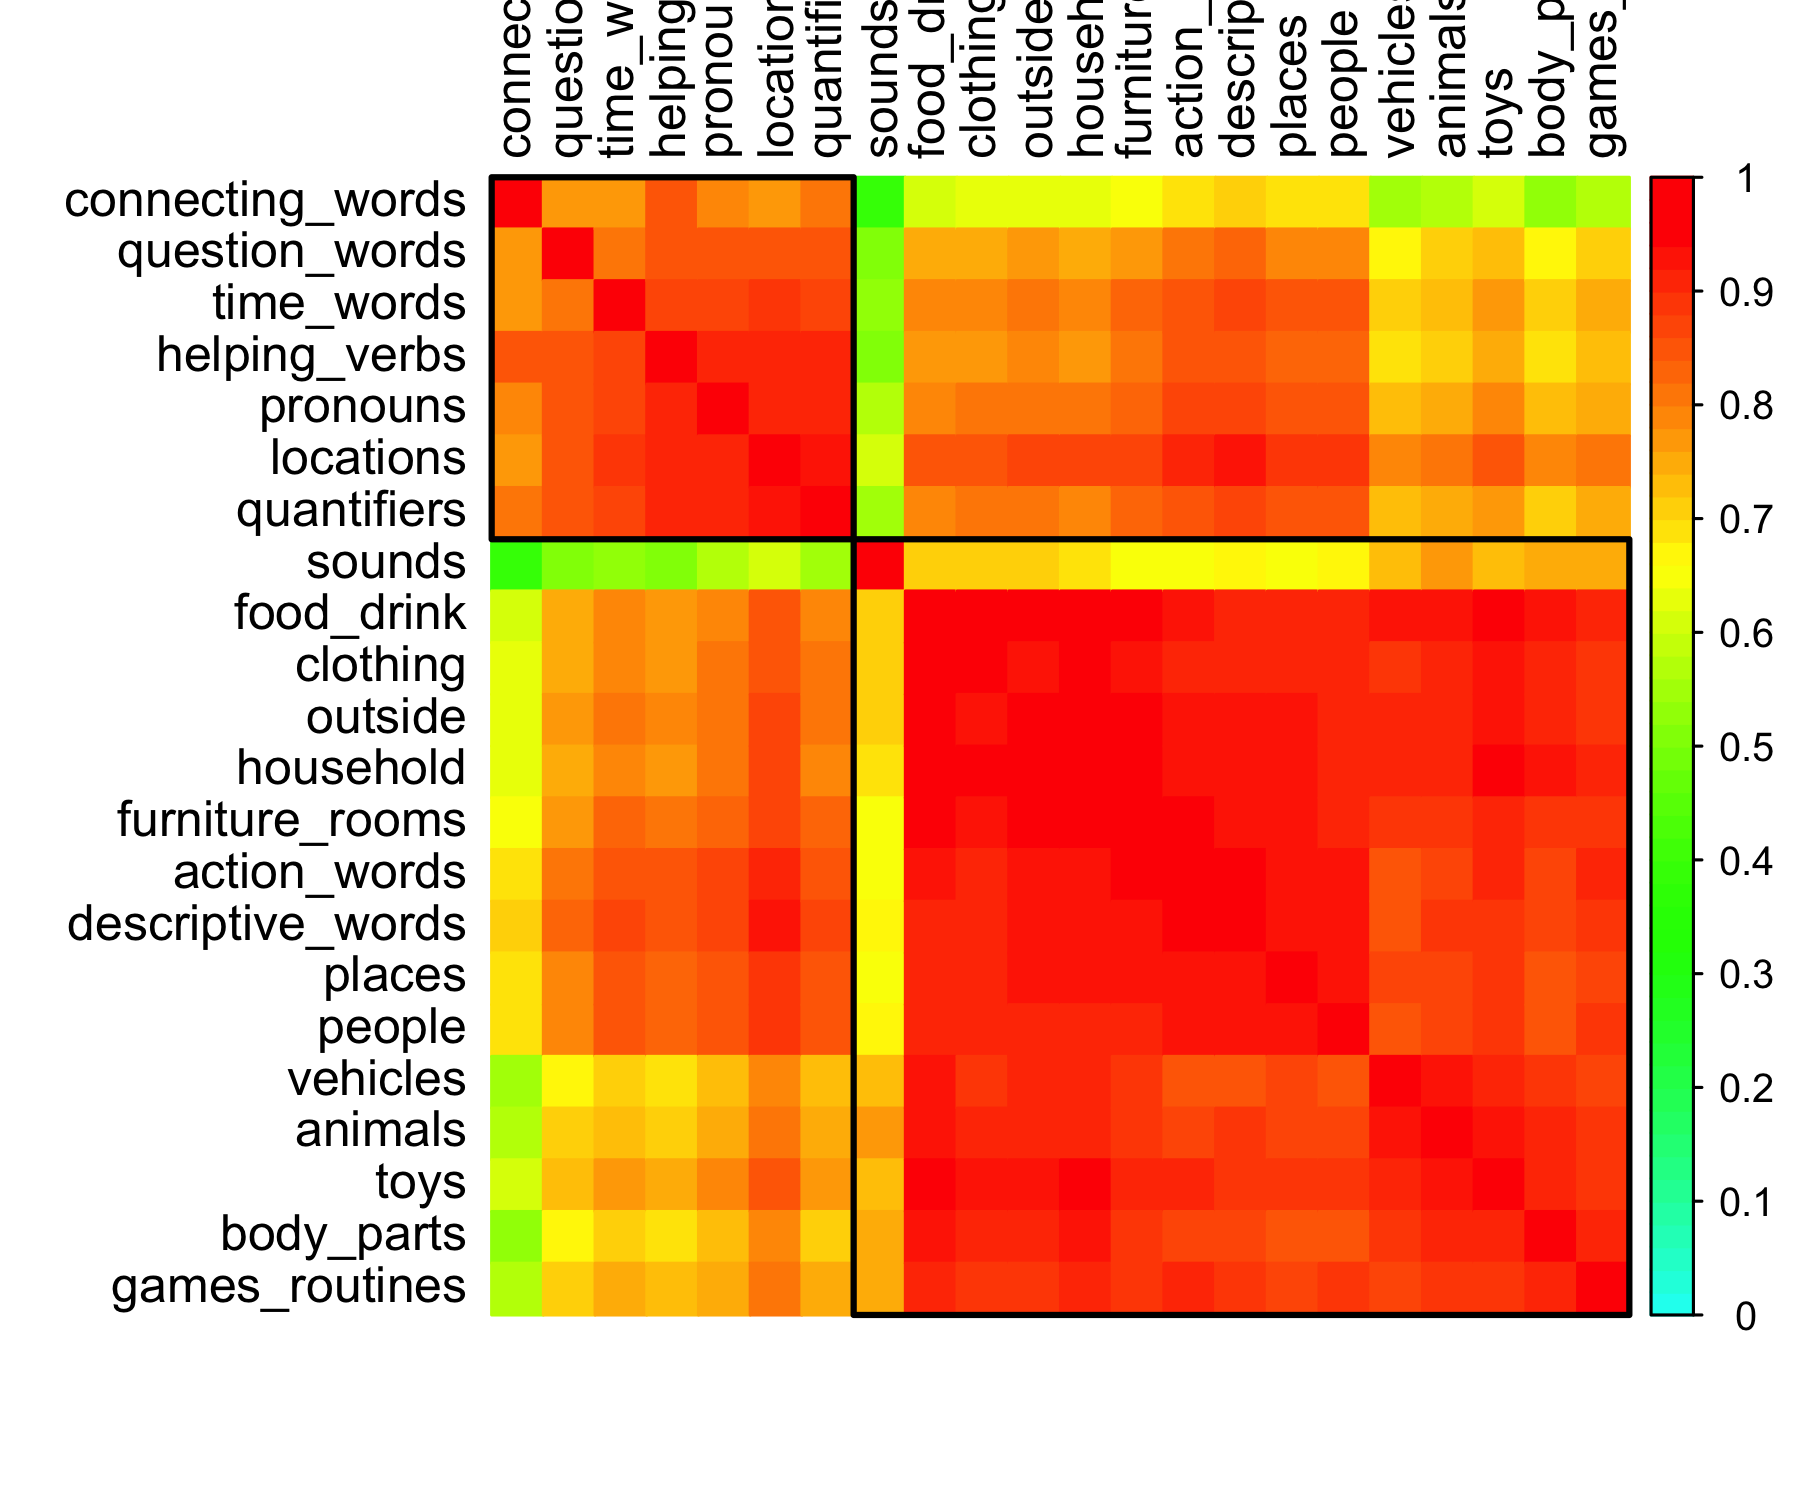 connec
questio
time_w
helping
pronou
location
quantifi
sounds
food_dr
clothing
outside
househ
furniture
action_
descrip
places
people
vehicles
animals
toys
body_p
games_
connecting_words
question_words
time_words
helping_verbs
pronouns
locations
quantifiers
sounds
food_drink
clothing
outside
household
furniture_rooms
action_words
descriptive_words
places
people
vehicles
animals
toys
body_parts
games_routines
1
0.9
0.8
0.7
0.6
0.5
0.4
0.3
0.2
0.1
0